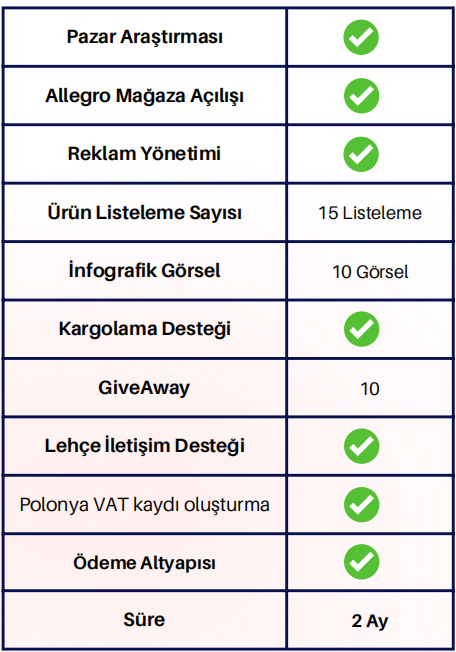 Pazar Araştırması
Allegro Mağaza Açılışı
Reklam Yönetimi
Ürün Listeleme Sayısı 15 Listeleme
İnfografik Görsel 10 Görsel
Kargolama Desteği
GiveAway 10
Lehçe İletişim Desteği
Polonya VAT kaydı oluşturma
Ödeme Altyapısı
Süre 2 Ay